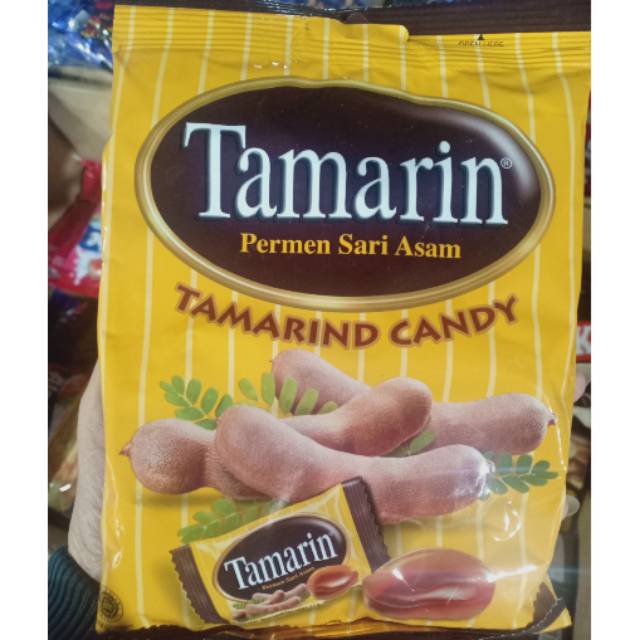 Tamarin®
Permen Sari Asam
TAMARIND CANDY
Tamarin
Permen Sari Asam